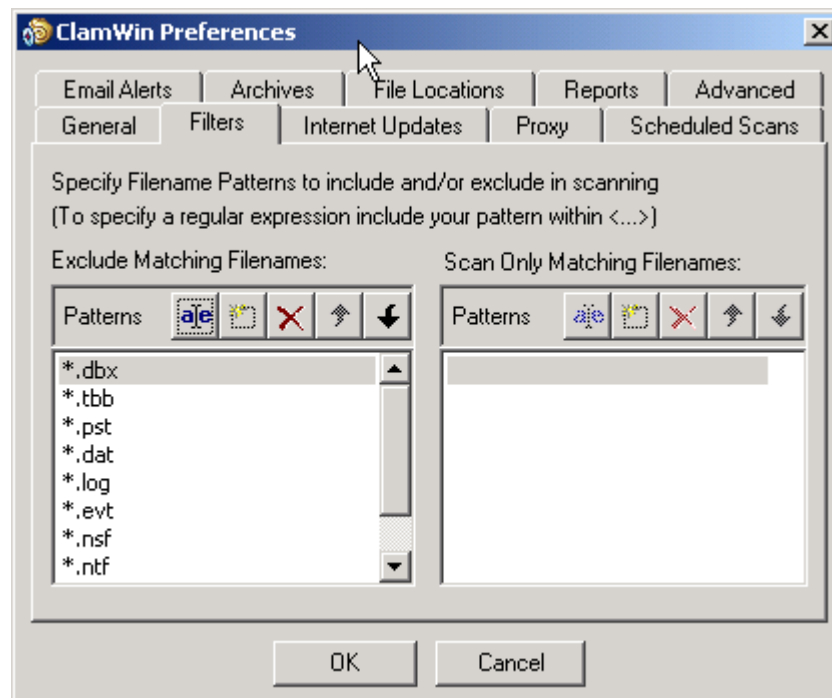 ClamWin Preferences
Email Alerts Archives File Locations Reports Advanced
General Filters Internet Updates Proxy Scheduled Scans
Specify Filename Patterns to include and/or exclude in scanning
(To specify a regular expression include your pattern within <...>)
Exclude Matching Filenames: Scan Only Matching Filenames:
Patterns a|e Patterns a|e
*.dbx
*.tbb
*.pst
*.dat
*.log
*.evt
*.nsf
*.ntf
OK Cancel